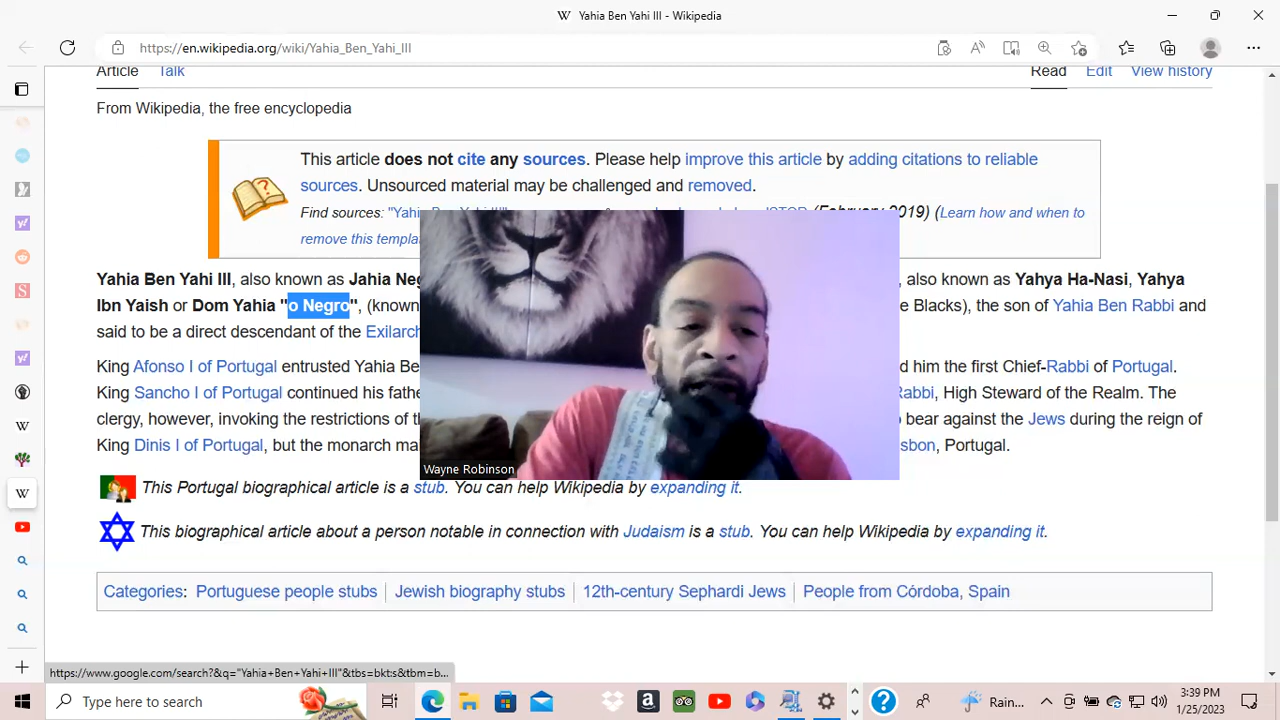 Yahia Ben Yahi III - Wikipedia
https://en.wikipedia.org/wiki/Yahia_Ben_Yahi_III
Article Talk Read Edit View history
From Wikipedia, the free encyclopedia
This article does not cite any sources. Please help improve this article by adding citations to reliable
sources. Unsourced material may be challenged and removed.
Find sources: "Yahia Ben Yahi III" (February 2019) (Learn how and when to
remove this templat
Yahia Ben Yahi III, also known as Jahia Neg , also known as Yahya Ha-Nasi, Yahya
Ibn Yaish or Dom Yahia "o Negro", (known e Blacks), the son of Yahia Ben Rabbi and
said to be a direct descendant of the Exilarch
King Afonso I of Portugal entrusted Yahia Be d him the first Chief-Rabbi of Portugal.
King Sancho I of Portugal continued his fathe Rabbi, High Steward of the Realm. The
clergy, however, invoking the restrictions of t o bear against the Jews during the reign of
King Dinis I of Portugal, but the monarch ma sbon, Portugal.
Wayne Robinson
This Portugal biographical article is a stub. You can help Wikipedia by expanding it.
This biographical article about a person notable in connection with Judaism is a stub. You can help Wikipedia by expanding it.
Categories: Portuguese people stubs Jewish biography stubs 12th-century Sephardi Jews People from Córdoba, Spain
https://www.google.com/search?&q="Yahia+Ben+Yahi+III"&tbs=bkt:s&tbm=b...
Type here to search
Rain...
3:39 PM
1/25/2023